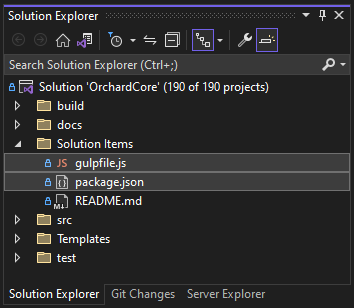 Solution Explorer
Search Solution Explorer (Ctrl+;)
Solution 'OrchardCore' (190 of 190 projects)
build
docs
Solution Items
JS gulpfile.js
package.json
M↓ README.md
src
Templates
test
Solution Explorer Git Changes Server Explorer